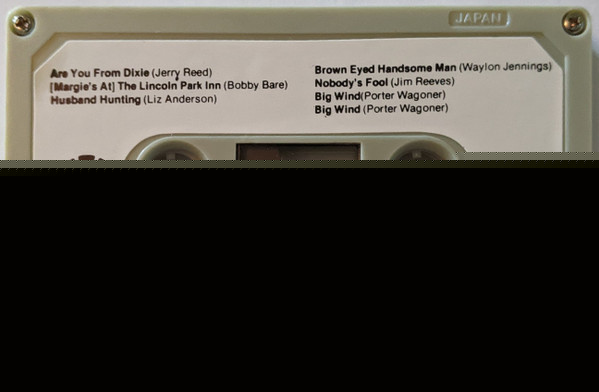 JAPAN
Are You From Dixie (Jerry Reed)
[Margie's At] The Lincoln Park Inn (Bobby Bare)
Husband Hunting (Liz Anderson)
Brown Eyed Handsome Man (Waylon Jennings)
Nobody's Fool (Jim Reeves)
Big Wind(Porter Wagoner)
Big Wind (Porter Wagoner)